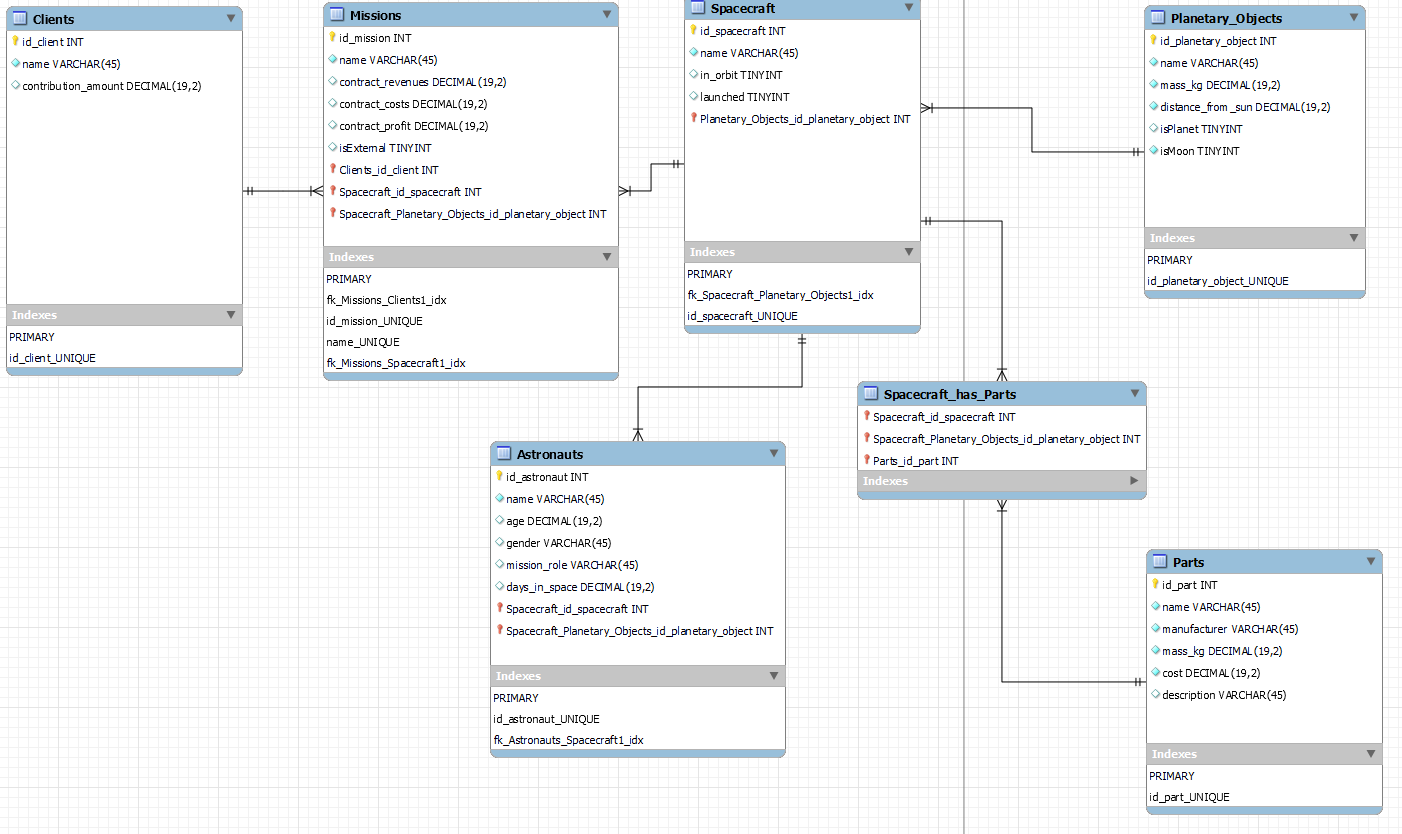 Clients
id_client INT
name VARCHAR(45)
contribution_amount DECIMAL(19,2)
Indexes
PRIMARY
id_client_UNIQUE
Missions
id_mission INT
name VARCHAR(45)
contract_revenues DECIMAL(19,2)
contract_costs DECIMAL(19,2)
contract_profit DECIMAL(19,2)
isExternal TINYINT
Clients_id_client INT
Spacecraft_id_spacecraft INT
Spacecraft_Planetary_Objects_id_planetary_object INT
Indexes
PRIMARY
fk_Missions_Clients1_idx
id_mission_UNIQUE
name_UNIQUE
fk_Missions_Spacecraft1_idx
Spacecraft
id_spacecraft INT
name VARCHAR(45)
in_orbit TINYINT
launched TINYINT
Planetary_Objects_id_planetary_object INT
Indexes
PRIMARY
fk_Spacecraft_Planetary_Objects1_idx
id_spacecraft_UNIQUE
Planetary_Objects
id_planetary_object INT
name VARCHAR(45)
mass_kg DECIMAL(19,2)
distance_from_sun DECIMAL(19,2)
isPlanet TINYINT
isMoon TINYINT
Indexes
PRIMARY
id_planetary_object_UNIQUE
Astronauts
id_astronaut INT
name VARCHAR(45)
age DECIMAL(19,2)
gender VARCHAR(45)
mission_role VARCHAR(45)
days_in_space DECIMAL(19,2)
Spacecraft_id_spacecraft INT
Spacecraft_Planetary_Objects_id_planetary_object INT
Indexes
PRIMARY
id_astronaut_UNIQUE
fk_Astronauts_Spacecraft1_idx
Spacecraft_has_Parts
Spacecraft_id_spacecraft INT
Spacecraft_Planetary_Objects_id_planetary_object INT
Parts_id_part INT
Indexes
Parts
id_part INT
name VARCHAR(45)
manufacturer VARCHAR(45)
mass_kg DECIMAL(19,2)
cost DECIMAL(19,2)
description VARCHAR(45)
Indexes
PRIMARY
id_part_UNIQUE